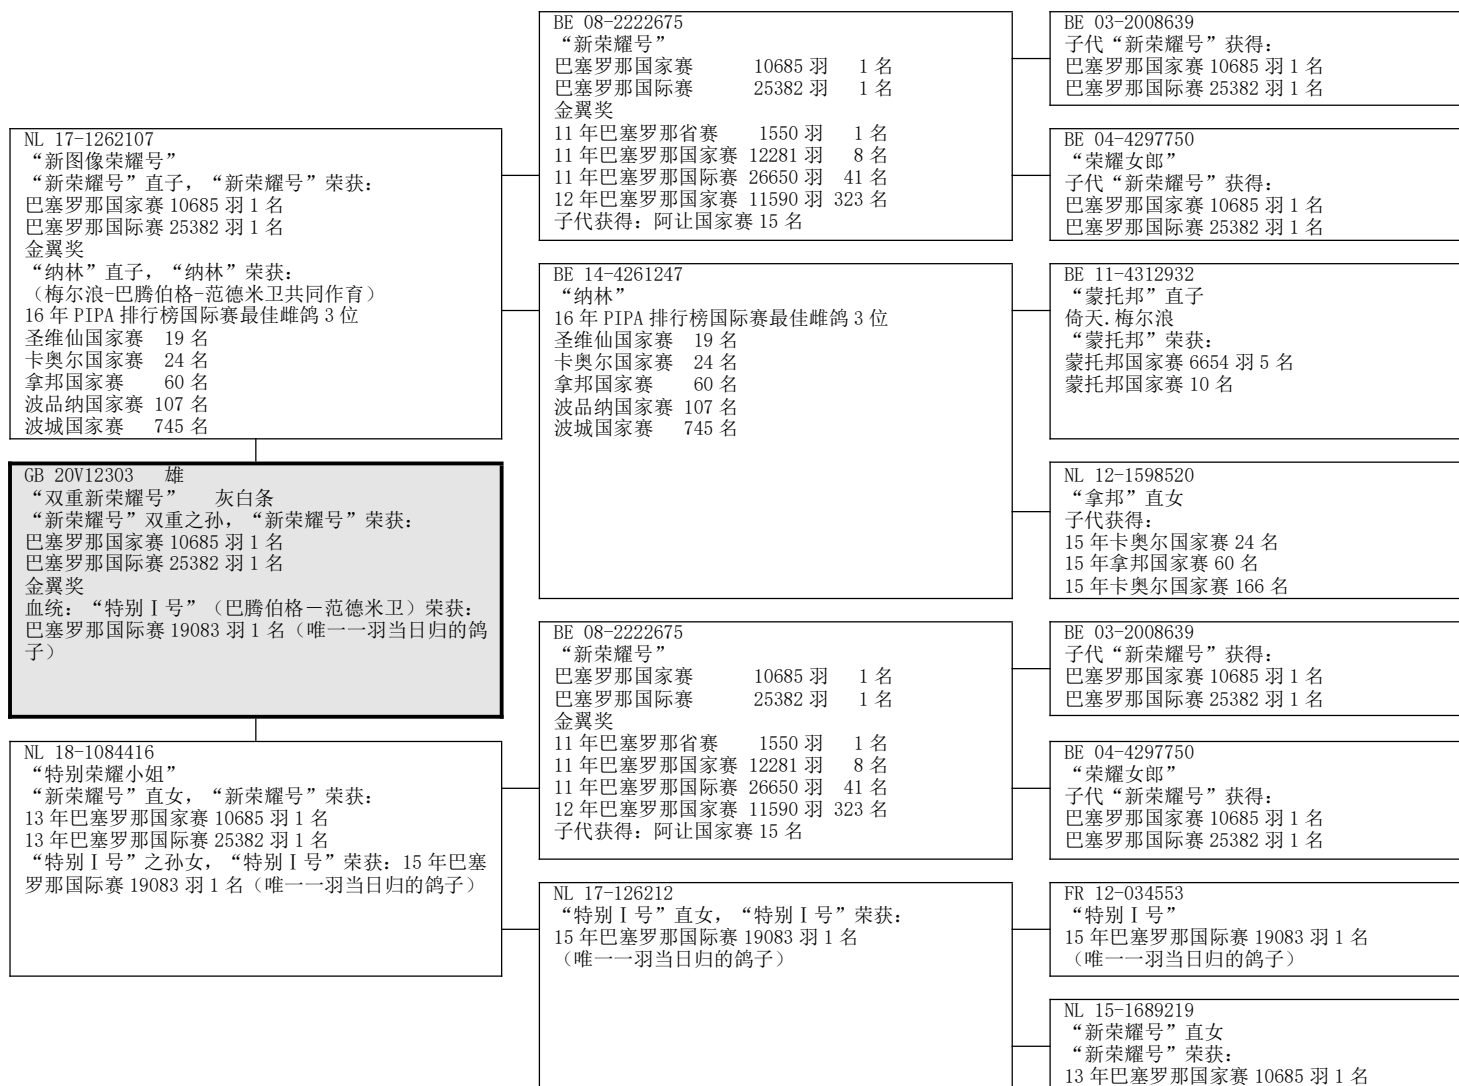 NL 17-1262107
“新图像荣耀号”
“新荣耀号”直子，“新荣耀号”荣获：
巴塞罗那国家赛 10685 羽 1 名
巴塞罗那国际赛 25382 羽 1 名
金翼奖
“纳林”直子，“纳林”荣获：
（梅尔浪-巴腾伯格-范德米卫共同作育）
16 年 PIPA 排行榜国际赛最佳雌鸽 3 位
圣维仙国家赛 19 名
卡奥尔国家赛 24 名
拿邦国家赛 60 名
波品纳国家赛 107 名
波城国家赛 745 名
GB 20V12303 雄
“双重新荣耀号” 灰白条
“新荣耀号”双重之孙，“新荣耀号”荣获：
巴塞罗那国家赛 10685 羽 1 名
巴塞罗那国际赛 25382 羽 1 名
金翼奖
血统：“特别Ⅰ号”（巴腾伯格－范德米卫）荣获：
巴塞罗那国际赛 19083 羽 1 名（唯一一羽当日归的鸽
子）
NL 18-1084416
“特别荣耀小姐”
“新荣耀号”直女，“新荣耀号”荣获：
13 年巴塞罗那国家赛 10685 羽 1 名
13 年巴塞罗那国际赛 25382 羽 1 名
“特别Ⅰ号”之孙女，“特别Ⅰ号”荣获：15 年巴塞
罗那国际赛 19083 羽 1 名（唯一一羽当日归的鸽子）
BE 08-2222675
“新荣耀号”
巴塞罗那国家赛 10685 羽 1 名
巴塞罗那国际赛 25382 羽 1 名
金翼奖
11 年巴塞罗那省赛 1550 羽 1 名
11 年巴塞罗那国家赛 12281 羽 8 名
11 年巴塞罗那国际赛 26650 羽 41 名
12 年巴塞罗那国家赛 11590 羽 323 名
子代获得：阿让国家赛 15 名
BE 14-4261247
“纳林”
16 年 PIPA 排行榜国际赛最佳雌鸽 3 位
圣维仙国家赛 19 名
卡奥尔国家赛 24 名
拿邦国家赛 60 名
波品纳国家赛 107 名
波城国家赛 745 名
BE 08-2222675
“新荣耀号”
巴塞罗那国家赛 10685 羽 1 名
巴塞罗那国际赛 25382 羽 1 名
金翼奖
11 年巴塞罗那省赛 1550 羽 1 名
11 年巴塞罗那国家赛 12281 羽 8 名
11 年巴塞罗那国际赛 26650 羽 41 名
12 年巴塞罗那国家赛 11590 羽 323 名
子代获得：阿让国家赛 15 名
NL 17-126212
“特别Ⅰ号”直女，“特别Ⅰ号”荣获：
15 年巴塞罗那国际赛 19083 羽 1 名
（唯一一羽当日归的鸽子）
BE 03-2008639
子代“新荣耀号”获得：
巴塞罗那国家赛 10685 羽 1 名
巴塞罗那国际赛 25382 羽 1 名
BE 04-4297750
“荣耀女郎”
子代“新荣耀号”获得：
巴塞罗那国家赛 10685 羽 1 名
巴塞罗那国际赛 25382 羽 1 名
BE 11-4312932
“蒙托邦”直子
倚天.梅尔浪
“蒙托邦”荣获：
蒙托邦国家赛 6654 羽 5 名
蒙托邦国家赛 10 名
NL 12-1598520
“拿邦”直女
子代获得：
15 年卡奥尔国家赛 24 名
15 年拿邦国家赛 60 名
15 年卡奥尔国家赛 166 名
BE 03-2008639
子代“新荣耀号”获得：
巴塞罗那国家赛 10685 羽 1 名
巴塞罗那国际赛 25382 羽 1 名
BE 04-4297750
“荣耀女郎”
子代“新荣耀号”获得：
巴塞罗那国家赛 10685 羽 1 名
巴塞罗那国际赛 25382 羽 1 名
FR 12-034553
“特别Ⅰ号”
15 年巴塞罗那国际赛 19083 羽 1 名
（唯一一羽当日归的鸽子）
NL 15-1689219
“新荣耀号”直女
“新荣耀号”荣获：
13 年巴塞罗那国家赛 10685 羽 1 名